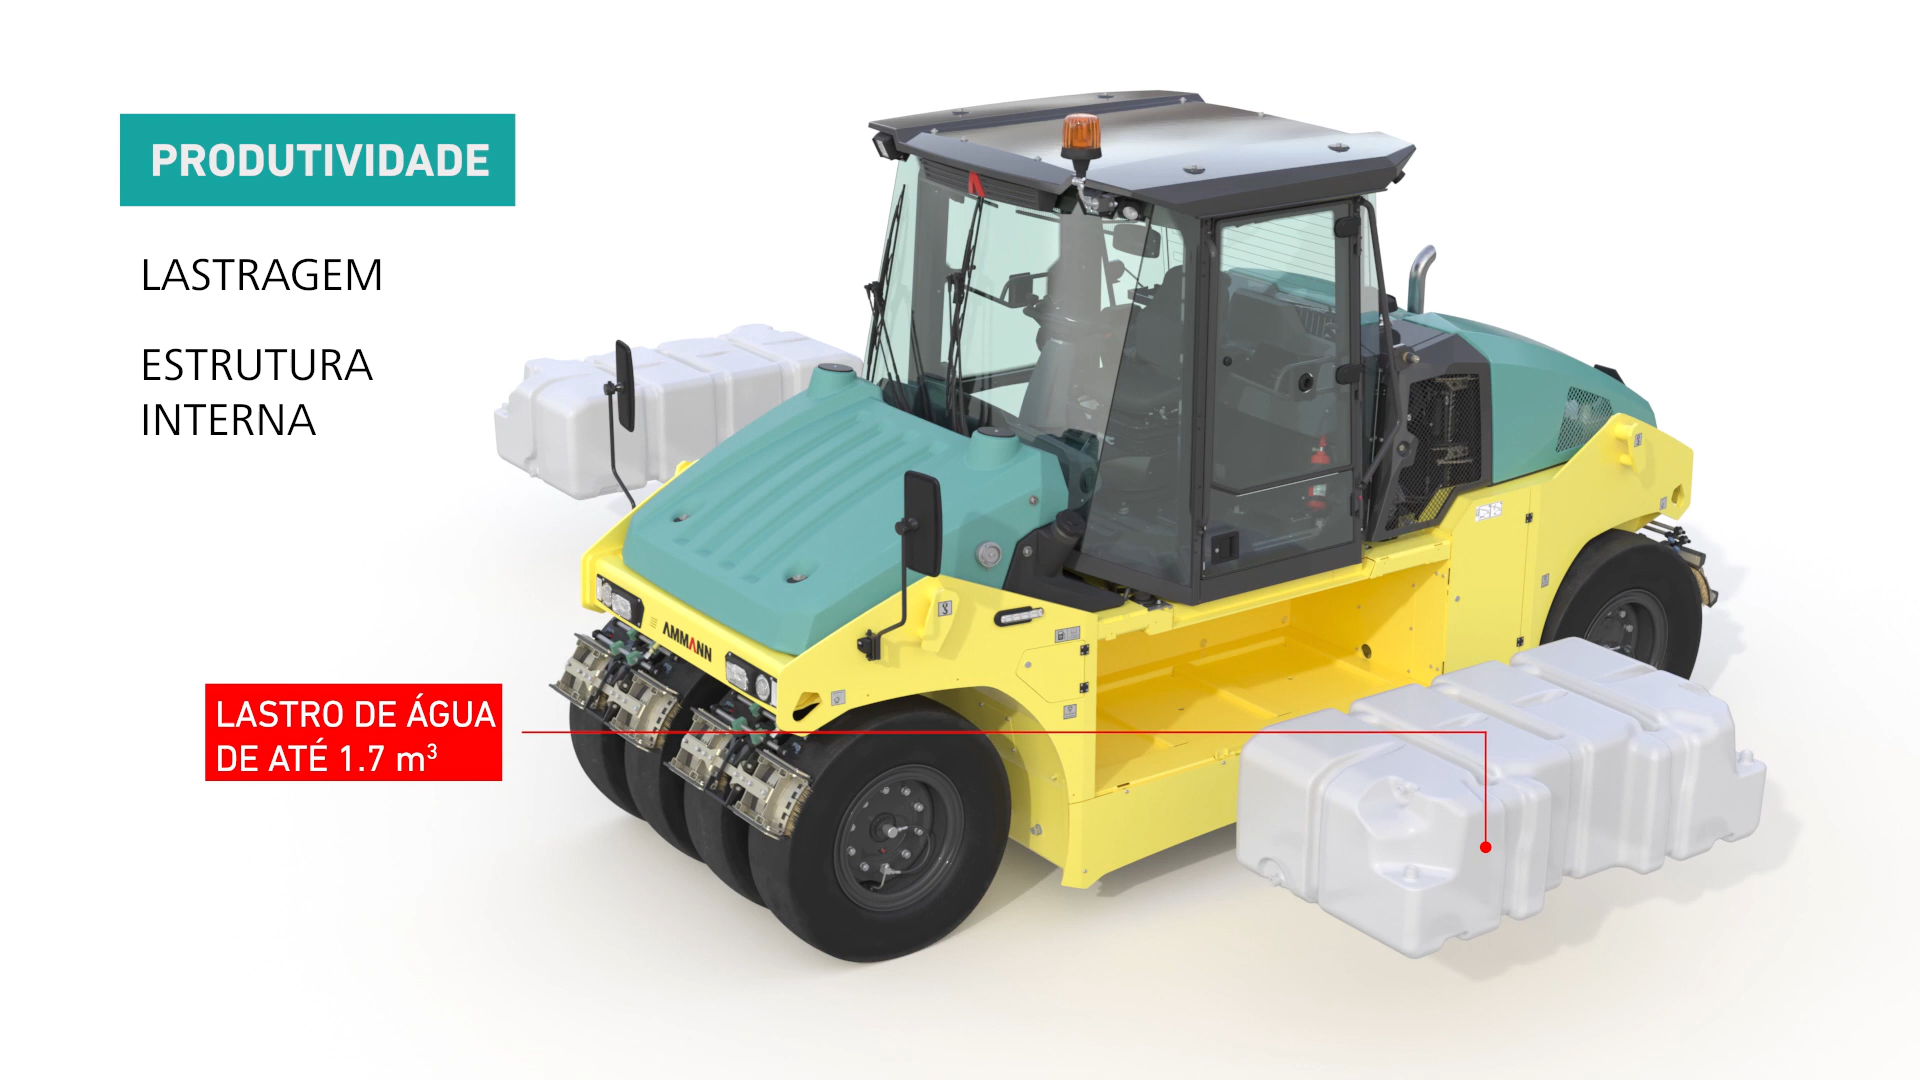 PRODUTIVIDADE
LASTRAGEM
ESTRUTURA
INTERNA
AMMANN
LASTRO DE ÁGUA
DE ATÉ 1.7 m³